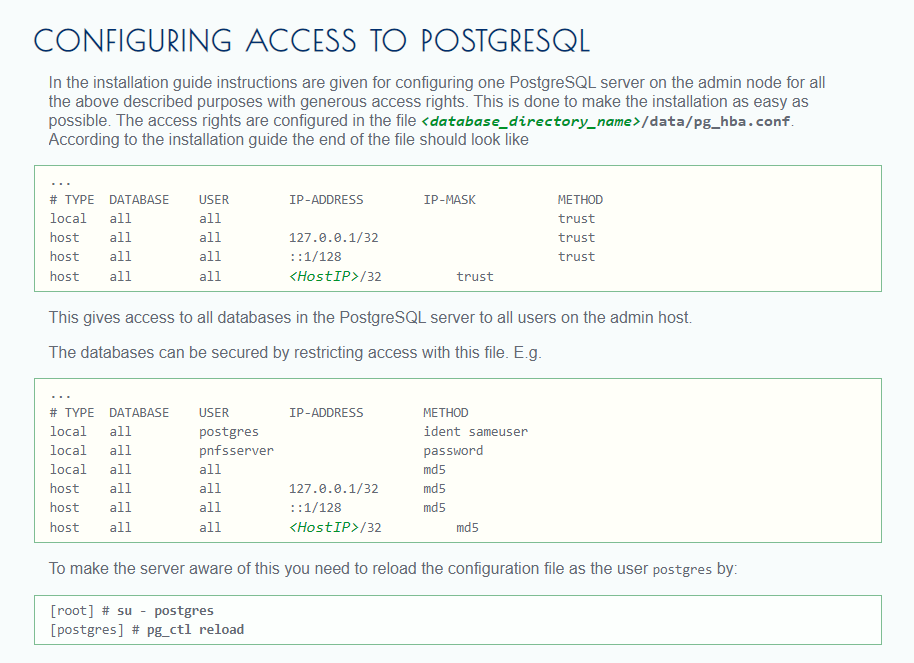 CONFIGURING ACCESS TO POSTGRESQL
In the installation guide instructions are given for configuring one PostgreSQL server on the admin node for all
the above described purposes with generous access rights. This is done to make the installation as easy as
possible. The access rights are configured in the file <database_directory_name>/data/pg_hba.conf.
According to the installation guide the end of the file should look like
...
# TYPE  DATABASE    USER        IP-ADDRESS        IP-MASK           METHOD
local   all         all                                             trust
host    all         all         127.0.0.1/32                        trust
host    all         all         ::1/128                             trust
host    all         all         <HostIP>/32          trust
This gives access to all databases in the PostgreSQL server to all users on the admin host.
The databases can be secured by restricting access with this file. E.g.
...
# TYPE  DATABASE    USER        IP-ADDRESS        METHOD
local   all         postgres                      ident sameuser
local   all         pnfsserver                    password
local   all         all                           md5
host    all         all         127.0.0.1/32      md5
host    all         all         ::1/128           md5
host    all         all         <HostIP>/32          md5
To make the server aware of this you need to reload the configuration file as the user postgres by:
[root] # su - postgres
[postgres] # pg_ctl reload